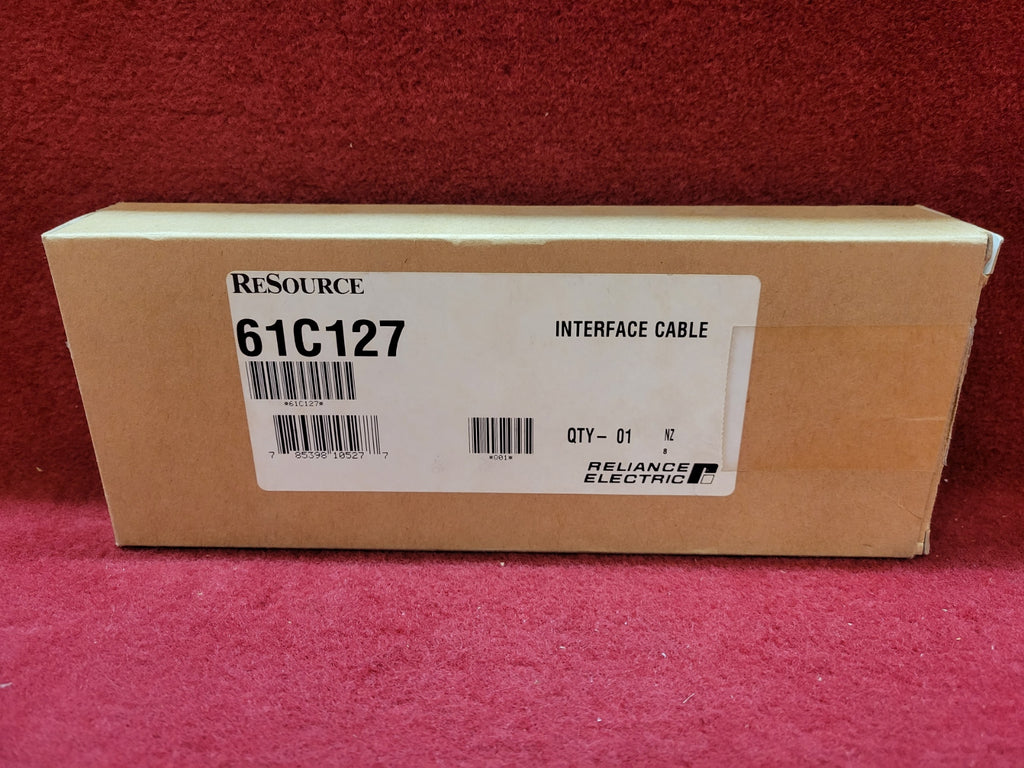 RESOURCE
61C127
INTERFACE CABLE
*61C127*
7 85398 10527 7
*001*
QTY - 01
NZ
8
RELIANCE
ELECTRIC